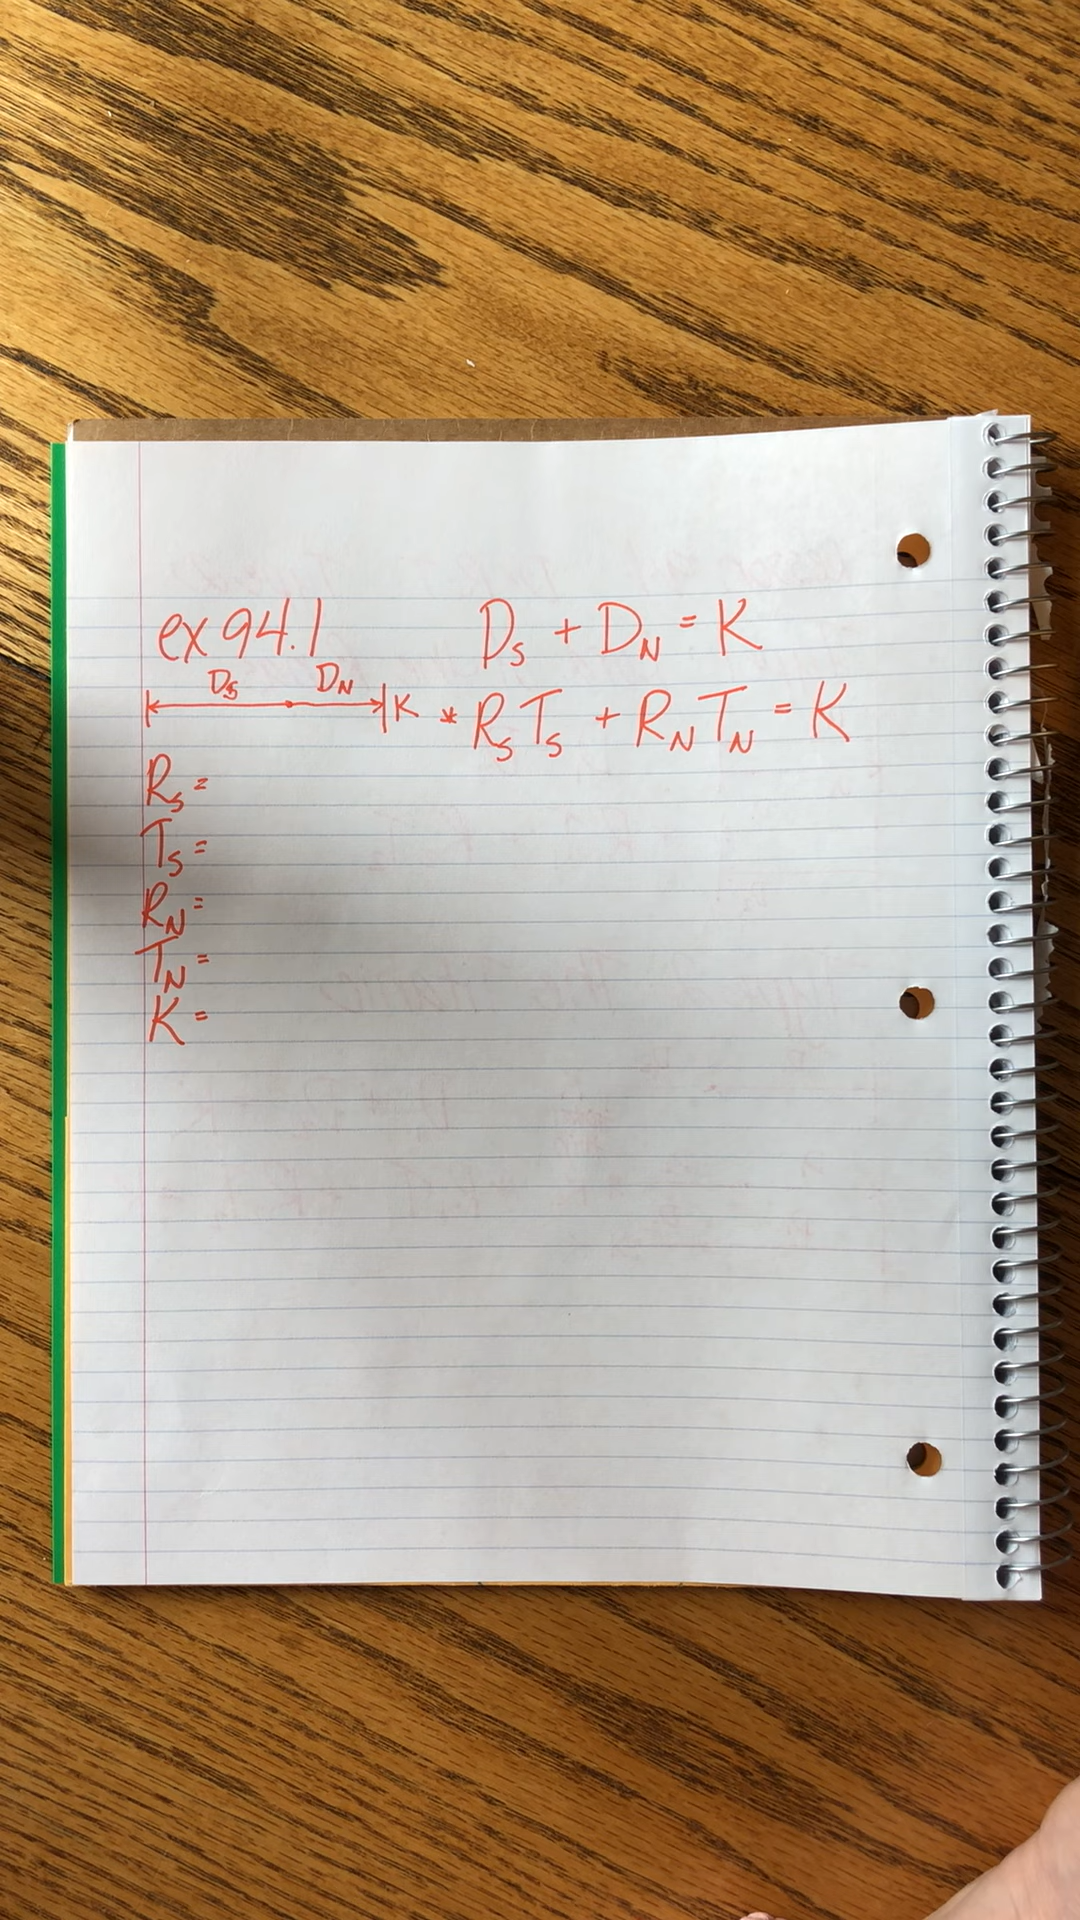 ex 94.1
D_S + D_N = K
D_S D_N
K * R_S T_S + R_N T_N = K
R_S =
T_S =
R_N =
T_N =
K =